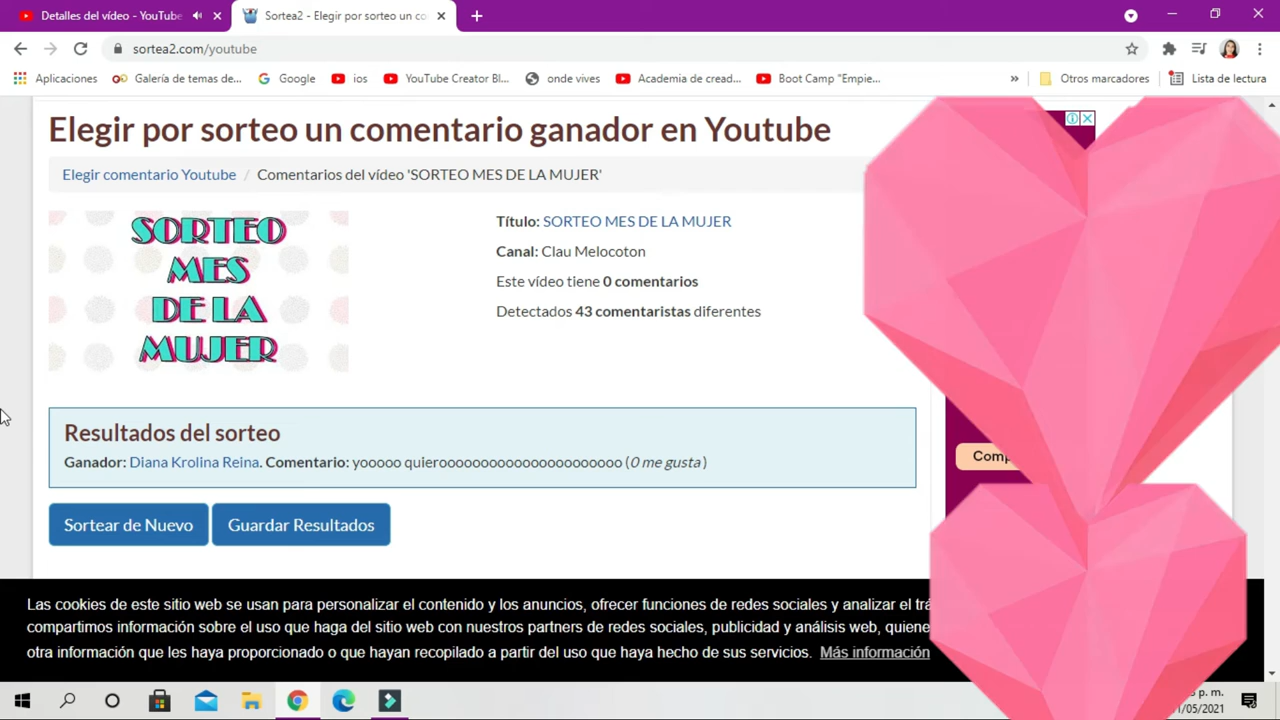 Detalles del vídeo - YouTube
Sortea2 - Elegir por sorteo un co
sortea2.com/youtube
Aplicaciones
Galería de temas de...
Google
ios
YouTube Creator Bl...
onde vives
Academia de cread...
Boot Camp "Empie...
»
Otros marcadores
Lista de lectura
Elegir por sorteo un comentario ganador en Youtube
Elegir comentario Youtube / Comentarios del vídeo 'SORTEO MES DE LA MUJER'
SORTEO
MES
DE LA
MUJER
Título: SORTEO MES DE LA MUJER
Canal: Clau Melocoton
Este vídeo tiene 0 comentarios
Detectados 43 comentaristas diferentes
Resultados del sorteo
Ganador: Diana Krolina Reina. Comentario: yooooo quieroooooooooooooooooooooo (0 me gusta )
Sortear de Nuevo
Guardar Resultados
Las cookies de este sitio web se usan para personalizar el contenido y los anuncios, ofrecer funciones de redes sociales y analizar el
compartimos información sobre el uso que haga del sitio web con nuestros partners de redes sociales, publicidad y análisis web,
otra información que les haya proporcionado o que hayan recopilado a partir del uso que haya hecho de sus servicios. Más información
p. m.
/05/2021